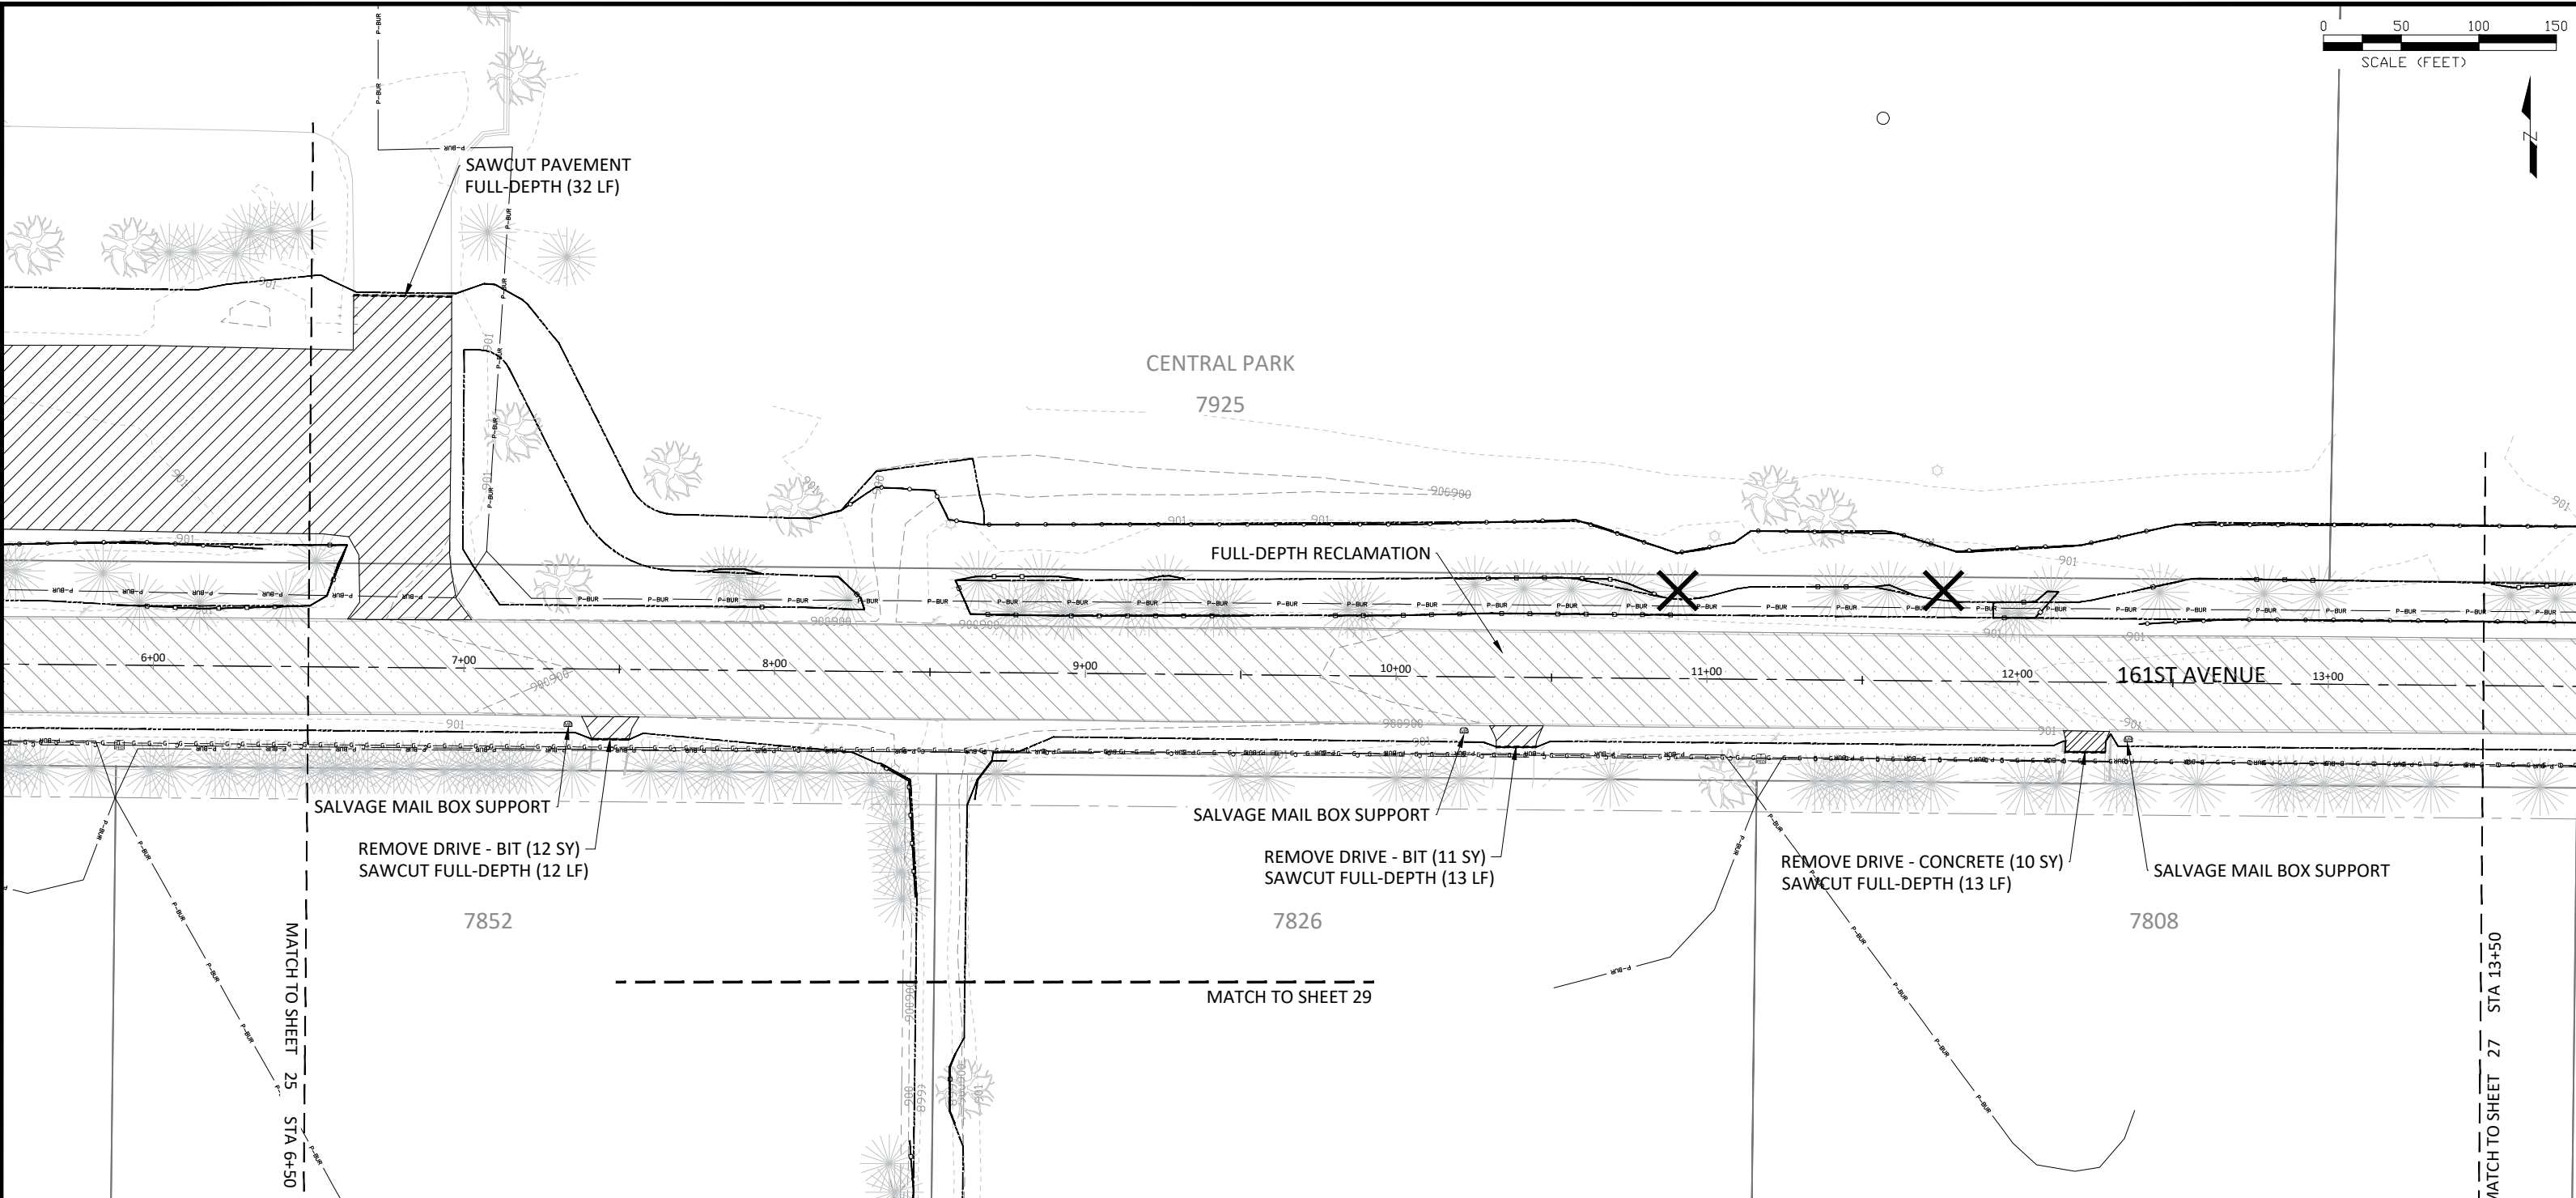 0 50 100 150
SCALE (FEET)
N
SAWCUT PAVEMENT
FULL-DEPTH (32 LF)
CENTRAL PARK
7925
FULL-DEPTH RECLAMATION
6+00
7+00
8+00
9+00
10+00
11+00
12+00
161ST AVENUE
13+00
SALVAGE MAIL BOX SUPPORT
REMOVE DRIVE - BIT (12 SY)
SAWCUT FULL-DEPTH (12 LF)
SALVAGE MAIL BOX SUPPORT
REMOVE DRIVE - BIT (11 SY)
SAWCUT FULL-DEPTH (13 LF)
REMOVE DRIVE - CONCRETE (10 SY)
SAWCUT FULL-DEPTH (13 LF)
SALVAGE MAIL BOX SUPPORT
7852
7826
7808
MATCH TO SHEET 29
MATCH TO SHEET 25 STA 6+50
MATCH TO SHEET 27 STA 13+50
P-BUR
901
900
899